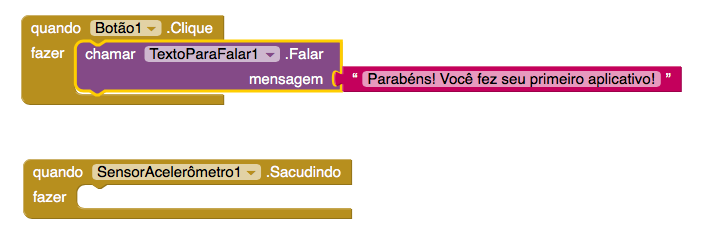 quando Botão1 .Clique
fazer chamar TextoParaFalar1 .Falar
mensagem “ Parabéns! Você fez seu primeiro aplicativo! ”
quando SensorAcelerômetro1 .Sacudindo
fazer